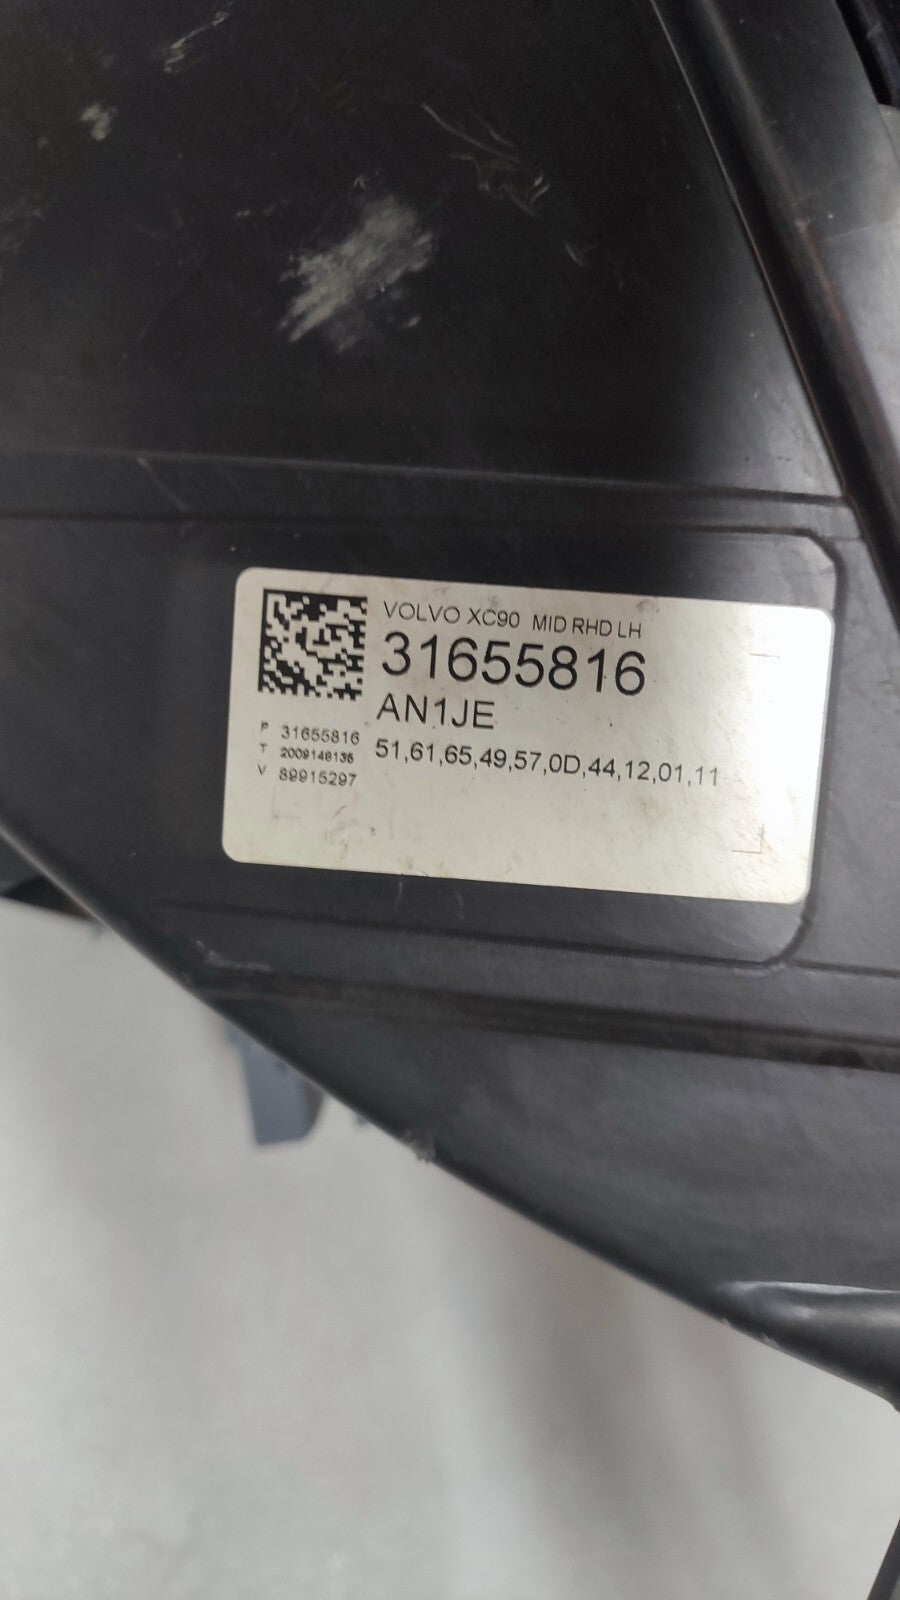 VOLVO XC90 MID RHD LH
31655816
AN1JE
51,61,65,49,57,0D,44,12,01,11
P 31655816
T 2009148136
V 89915297